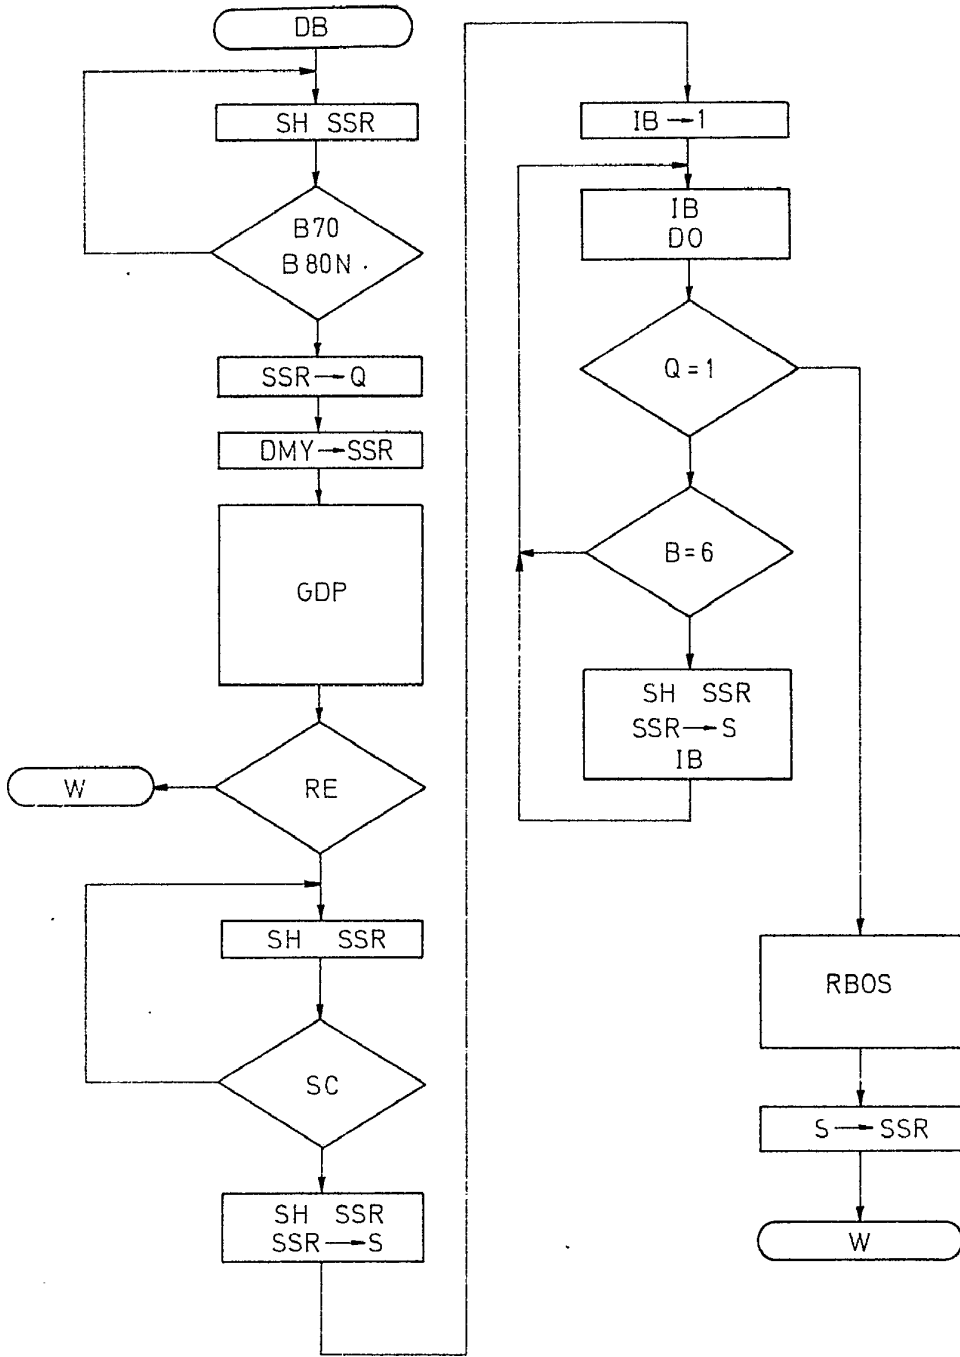 DB
SH SSR
B70
B80N
SSR → Q
DMY → SSR
GDP
RE
W
SH SSR
SC
SH SSR
SSR → S
IB → 1
IB
DO
Q = 1
B = 6
SH SSR
SSR → S
IB
RBOS
S → SSR
W